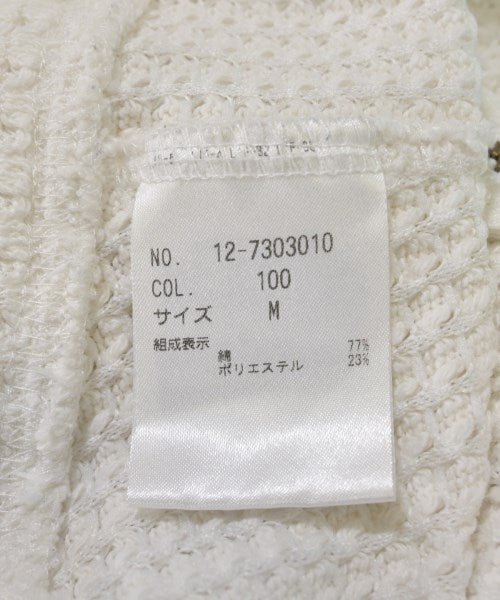 NO. 12-7303010
COL. 100
サイズ M
組成表示
綿 77%
ポリエステル 23%